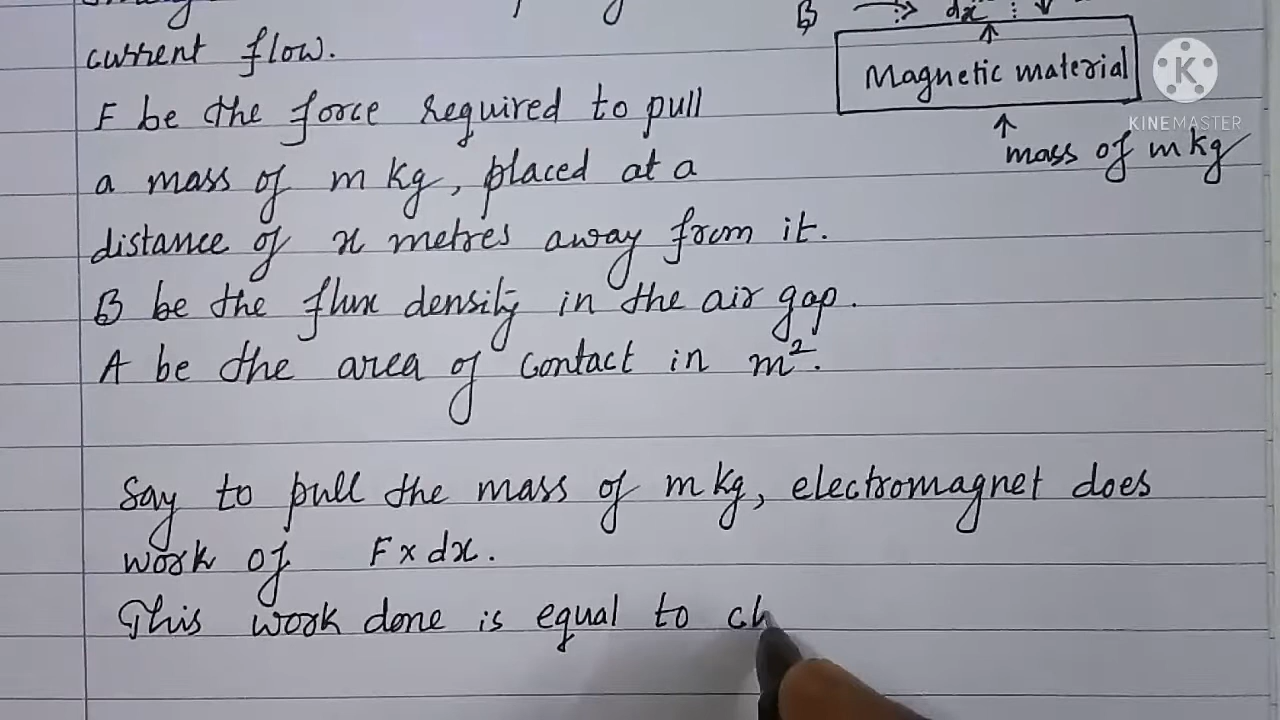 B dx
current flow.
Magnetic material
K
KINEMASTER
F be the force required to pull
mass of m kg
a mass of m kg, placed at a
distance of x metres away from it.
B be the flux density in the air gap.
A be the area of contact in m².
Say to pull the mass of m kg, electromagnet does
work of F x dx.
This work done is equal to ch